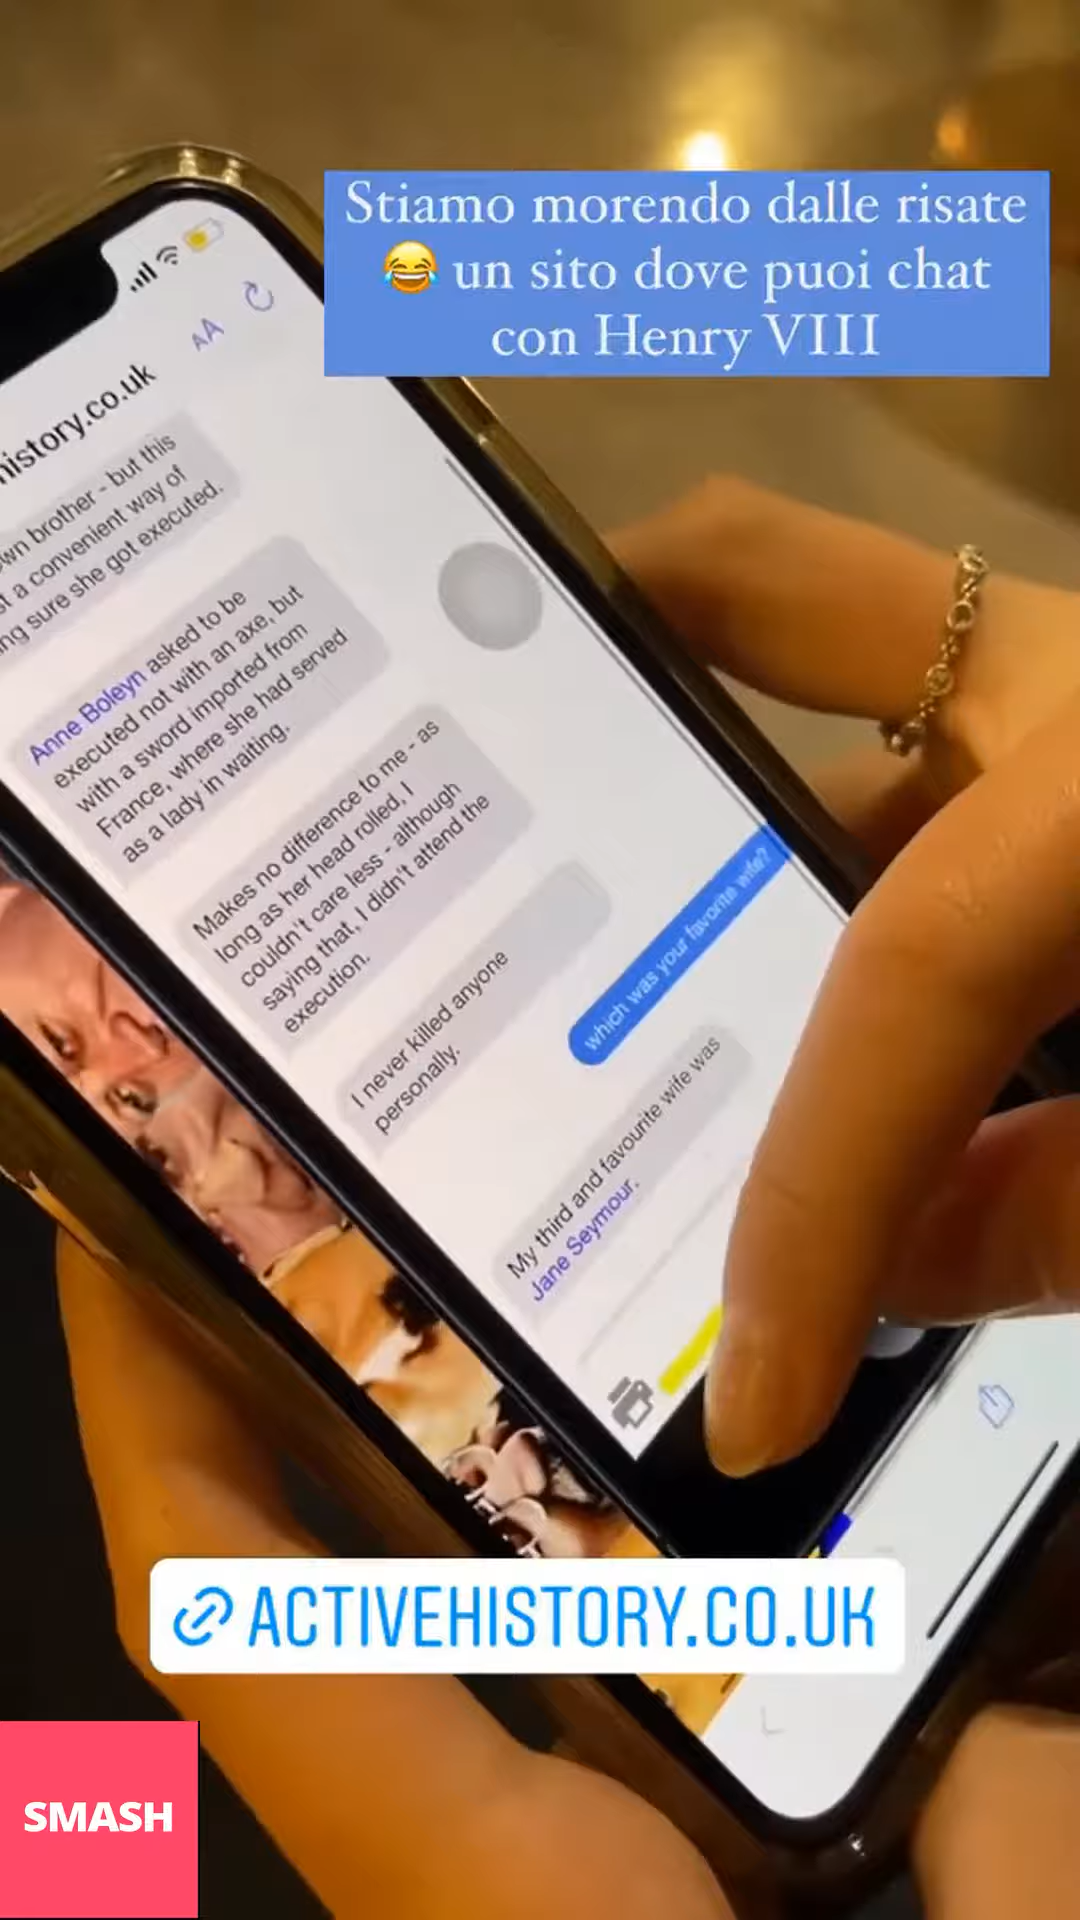 Stiamo morendo dalle risate
😂 un sito dove puoi chat
con Henry VIII
AA
history.co.uk
own brother - but this
a convenient way of
sure she got executed.
Anne Boleyn asked to be
executed not with an axe, but
with a sword imported from
France, where she had served
as a lady in waiting.
Makes no difference to me - as
long as her head rolled, I
couldn't care less - although
saying that, I didn't attend the
execution.
I never killed anyone
personally.
which was your favorite wife?
My third and favourite wife was
Jane Seymour.
ACTIVEHISTORY.CO.UK
SMASH